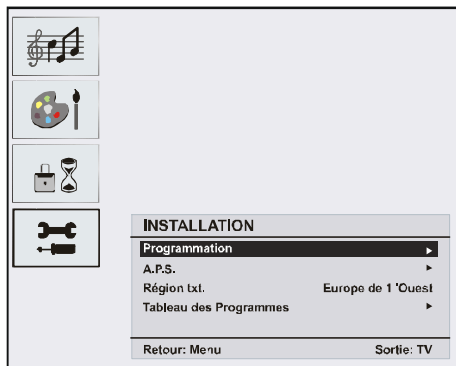 INSTALLATION
Programmation
A.P.S.
Région txt. Europe de 1 'Ouest
Tableau des Programmes
Retour: Menu Sortie: TV